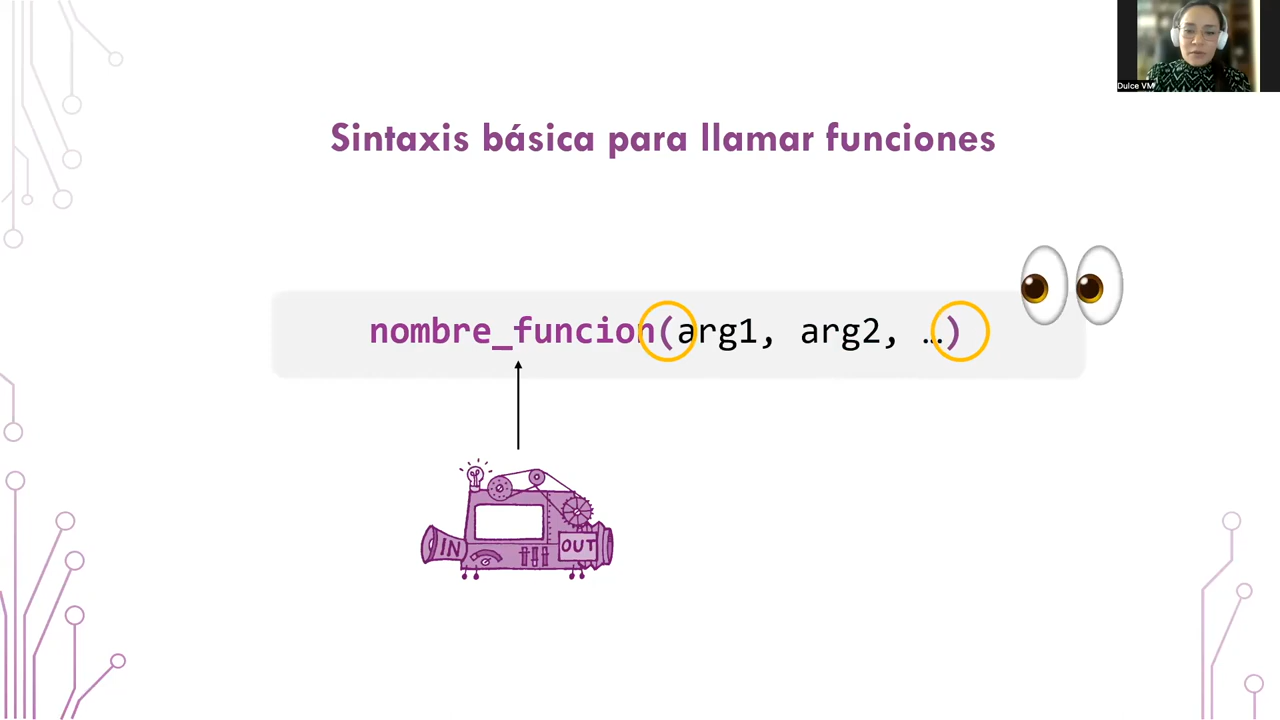 Dulce VM
Sintaxis básica para llamar funciones
nombre_funcion(arg1, arg2, …)
IN
OUT